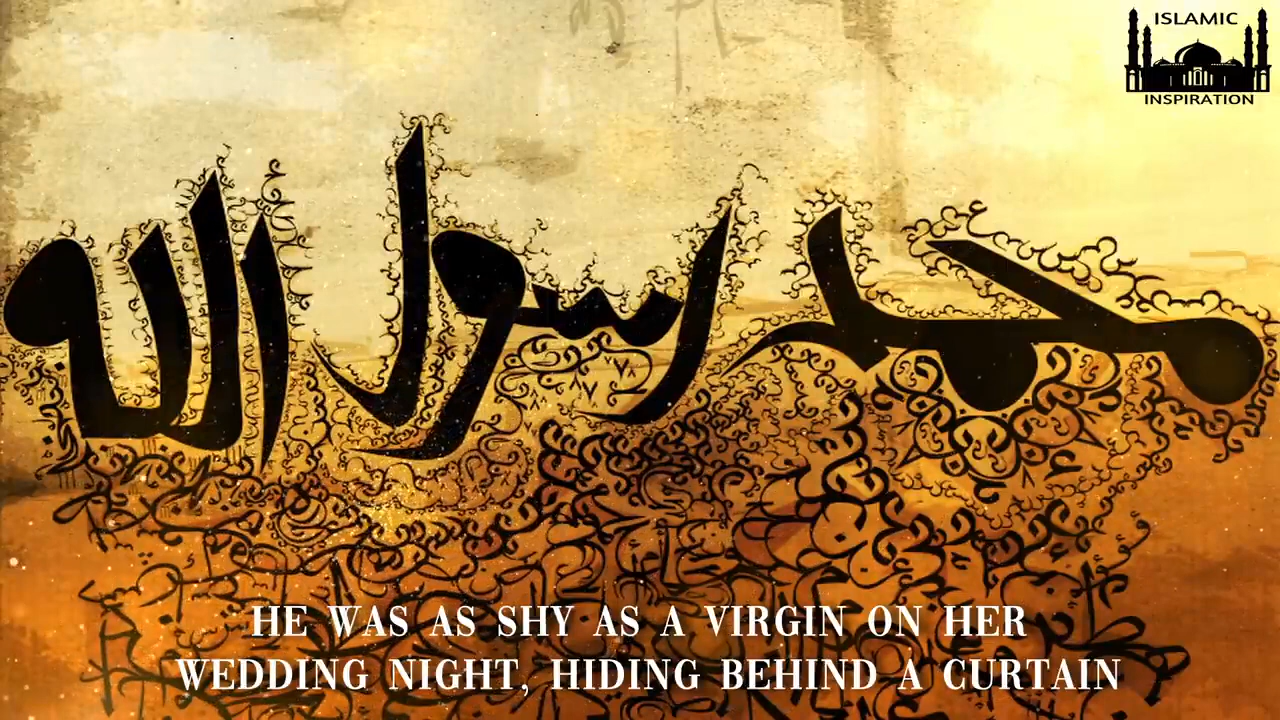 ISLAMIC
INSPIRATION
محمد رسول الله
HE WAS AS SHY AS A VIRGIN ON HER
WEDDING NIGHT, HIDING BEHIND A CURTAIN